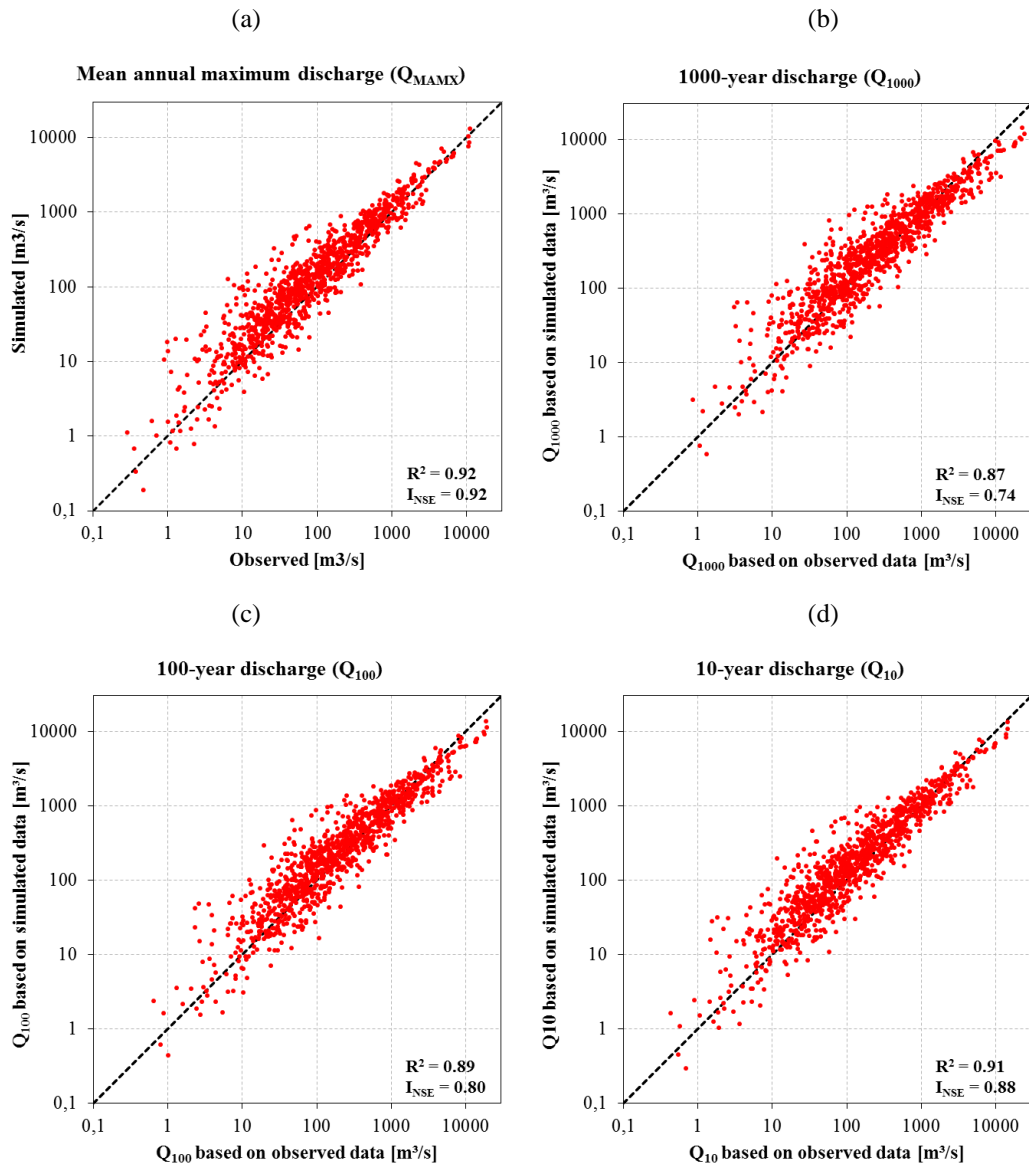 (a)
Mean annual maximum discharge (Q_MAMX)
Simulated [m3/s]
10000
1000
100
10
1
0,1
R² = 0.92
I_NSE = 0.92
0,1 1 10 100 1000 10000
Observed [m3/s]
(b)
1000-year discharge (Q₁₀₀₀)
Q₁₀₀₀ based on simulated data [m³/s]
10000
1000
100
10
1
0,1
R² = 0.87
I_NSE = 0.74
0,1 1 10 100 1000 10000
Q₁₀₀₀ based on observed data [m³/s]
(c)
100-year discharge (Q₁₀₀)
Q₁₀₀ based on simulated data [m³/s]
10000
1000
100
10
1
0,1
R² = 0.89
I_NSE = 0.80
0,1 1 10 100 1000 10000
Q₁₀₀ based on observed data [m³/s]
(d)
10-year discharge (Q₁₀)
Q10 based on simulated data [m³/s]
10000
1000
100
10
1
0,1
R² = 0.91
I_NSE = 0.88
0,1 1 10 100 1000 10000
Q₁₀ based on observed data [m³/s]